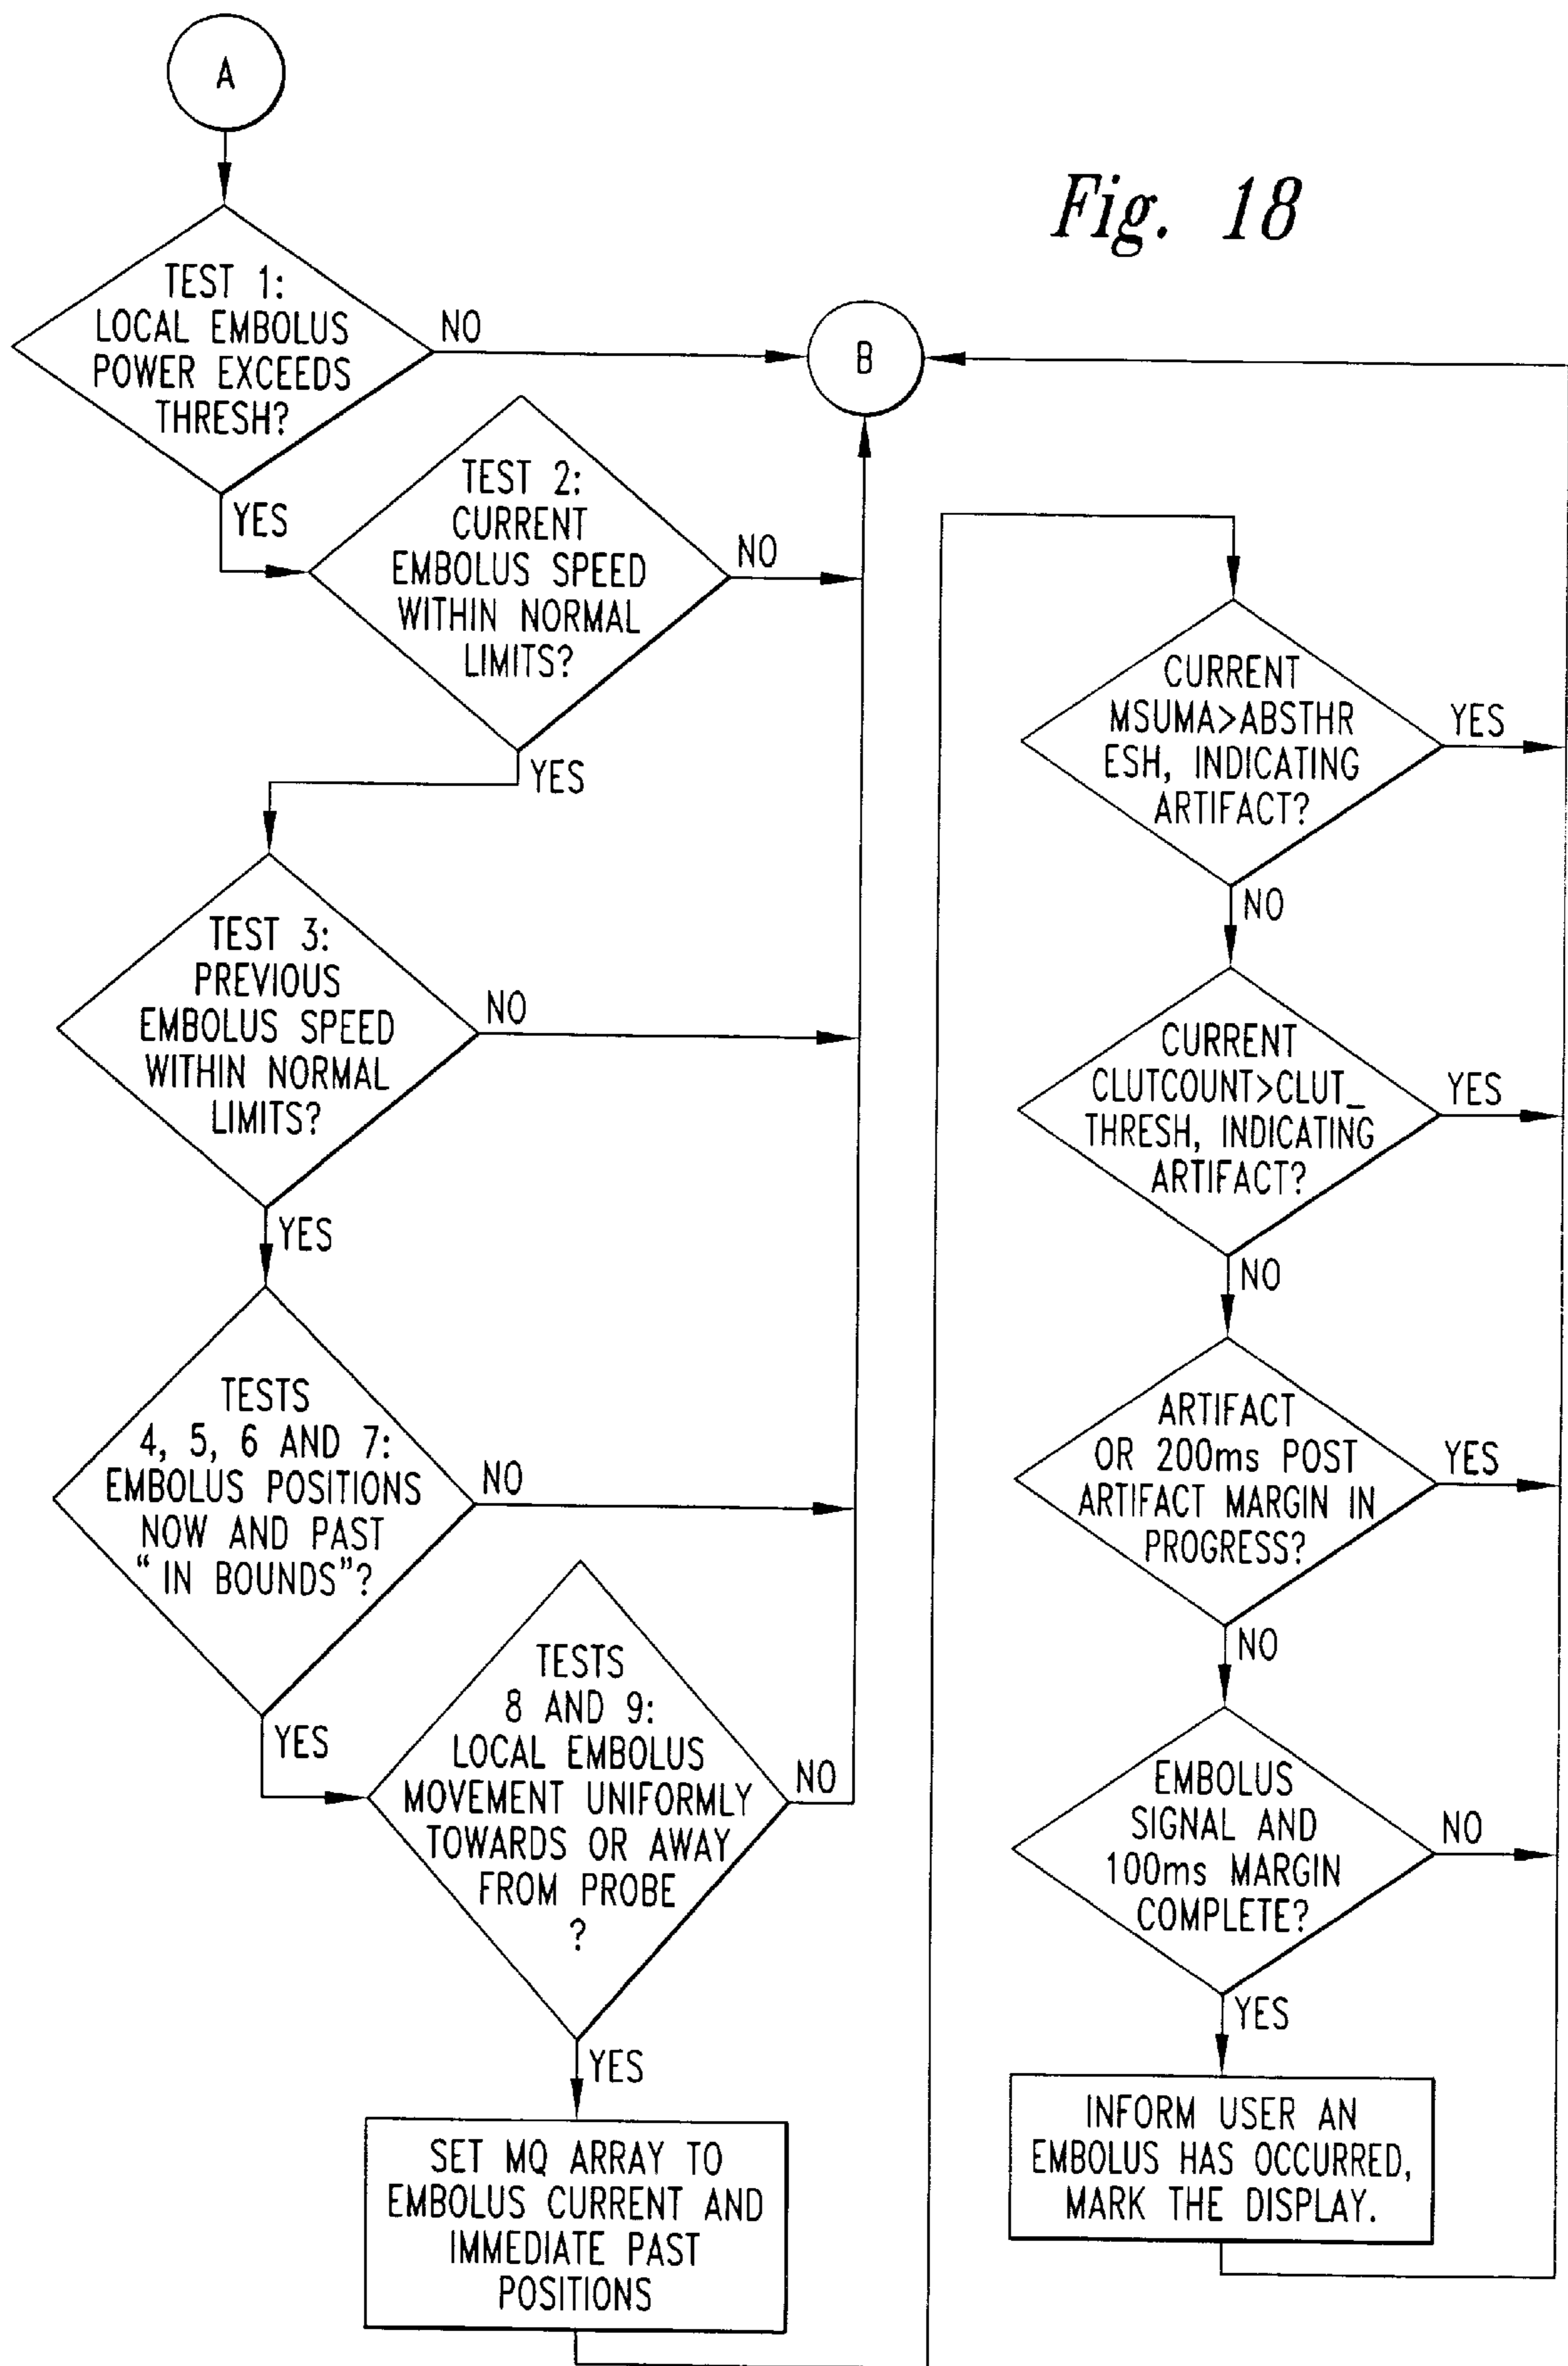 A
Fig. 18
TEST 1:
LOCAL EMBOLUS
POWER EXCEEDS
THRESH?
NO
B
YES
TEST 2:
CURRENT
EMBOLUS SPEED
WITHIN NORMAL
LIMITS?
NO
YES
TEST 3:
PREVIOUS
EMBOLUS SPEED
WITHIN NORMAL
LIMITS?
NO
YES
TESTS
4, 5, 6 AND 7:
EMBOLUS POSITIONS
NOW AND PAST
“ IN BOUNDS”?
NO
YES
TESTS
8 AND 9:
LOCAL EMBOLUS
MOVEMENT UNIFORMLY
TOWARDS OR AWAY
FROM PROBE
?
NO
YES
SET MQ ARRAY TO
EMBOLUS CURRENT AND
IMMEDIATE PAST
POSITIONS
CURRENT
MSUMA>ABSTHR
ESH, INDICATING
ARTIFACT?
YES
NO
CURRENT
CLUTCOUNT>CLUT_
THRESH, INDICATING
ARTIFACT?
YES
NO
ARTIFACT
OR 200ms POST
ARTIFACT MARGIN IN
PROGRESS?
YES
NO
EMBOLUS
SIGNAL AND
100ms MARGIN
COMPLETE?
NO
YES
INFORM USER AN
EMBOLUS HAS OCCURRED,
MARK THE DISPLAY.